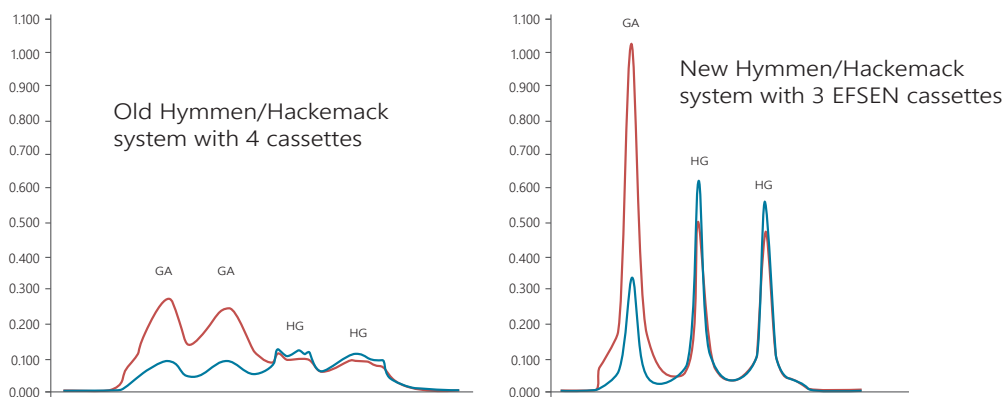 1.100
1.000
0.900
0.800
0.700
0.600
0.500
0.400
0.300
0.200
0.100
0.000
Old Hymmen/Hackemack
system with 4 cassettes
GA
GA
HG
HG
1.100
1.000
0.900
0.800
0.700
0.600
0.500
0.400
0.300
0.200
0.100
0.000
GA
New Hymmen/Hackemack
system with 3 EFSEN cassettes
HG
HG